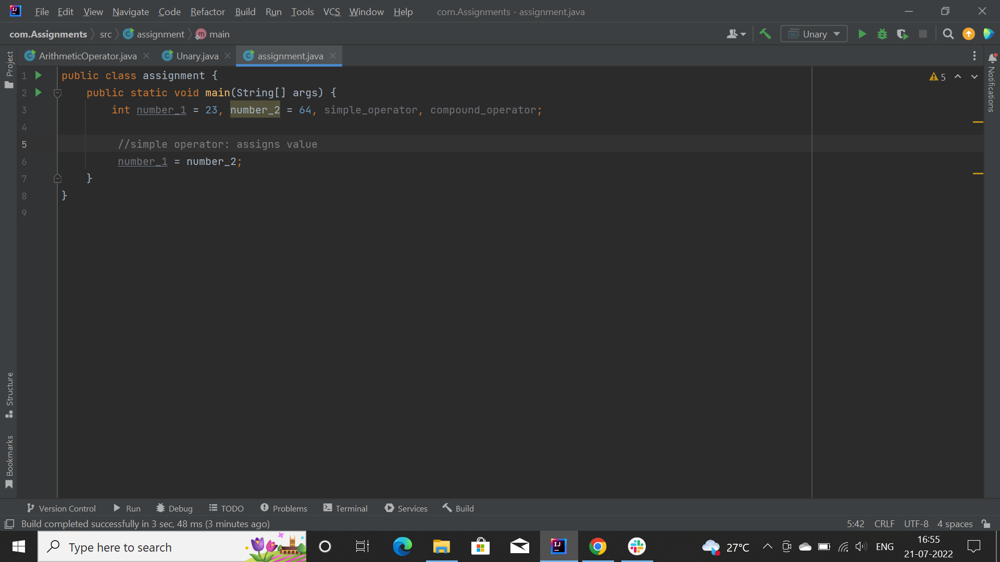 File Edit View Navigate Code Refactor Build Run Tools VCS Window Help com.Assignments - assignment.java
com.Assignments src assignment main Unary
ArithmeticOperator.java Unary.java assignment.java
Project
Structure
Bookmarks
1 public class assignment {
2 public static void main(String[] args) {
3 int number_1 = 23, number_2 = 64, simple_operator, compound_operator;
4
5 //simple operator: assigns value
6 number_1 = number_2;
7 }
8 }
9
5
Notifications
Version Control Run Debug TODO Problems Terminal Services Build
Build completed successfully in 3 sec, 48 ms (3 minutes ago) 5:42 CRLF UTF-8 4 spaces
Type here to search 27°C ENG 16:55
21-07-2022